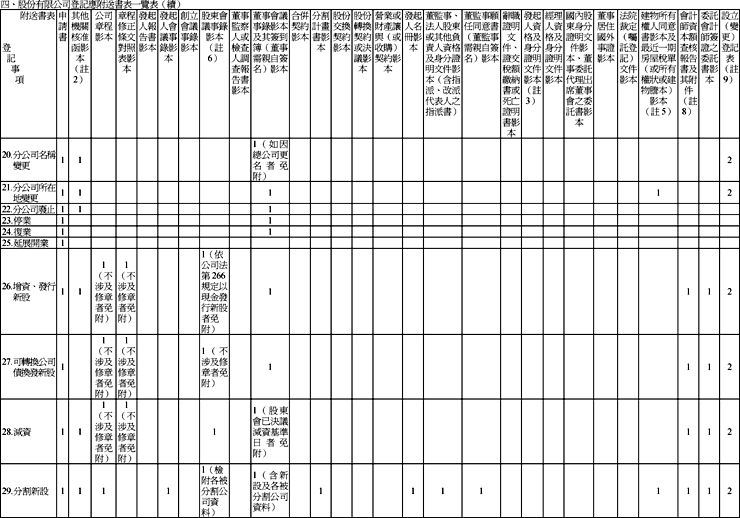 四、股份有限公司登記應附送書表一覽表（續）
附送書表
登記事項
申請書
其他機關核准函影本（註2）
公司章程影本
章程修正條文對照表影本
發起人報告書影本
發起人會議事錄影本
創立會議事錄
股東會議事錄影本（註6）
董事、監察人或檢查人調查報告書影本
董事會議事錄影本及其簽到簿（董事需親自簽名）影本
合併契約影本
分割計畫書影本
股份交換契約影本
股份轉換契約或決議影本
營業或財產讓與（或收購）契約影本
發起人名冊影本
董監事、法人股東或其他負責人資格及身分證明文件影本（含指派、改派代表人之指派書）
董監事願任同意書（董監事需親自簽名）影本
辭職證明文件、稅額繳納證明書或死亡證明書影本
發起人資格及身分證明文件影本（註3）
經理人資格及身分證明文件影本
國內外股東身分證明文件影本、董事委託代理出席董事會之委託書影本
董事居住國外事證影本
法院裁定（囑託登記）文件影本
建物所有權人同意書影本及最近一期房屋稅單（或所有權狀或建物謄本）影本（註5）
會計師資本額查核報告書及其附件（註8）
委託會計師簽證之委託書影本
設立（變更）登記表（註9）
20.分公司名稱變更 1 1 1（如因總公司更名者免附） 2
21.分公司所在地變更 1 1 1 1 2
22.分公司廢止 1 1 1
23.停業 1 1
24.復業 1 1
25.延展開業 1
26.增資、發行新股 1 1 1（不涉及修章者免附） 1（不涉及修章者免附） 1（依公司法第266規定以現金發行新股者免附） 1 1 1 2
27.可轉換公司債換發新股 1 1（不涉及修章者免附） 1（不涉及修章者免附） 1（不涉及修章者免附） 1 1 1 2
28.減資 1 1 1（不涉及修章者免附） 1（不涉及修章者免附） 1 1（股東會已決議減資基準日者免附） 1 1 2
29.分割新設 1 1 1 1 1（檢附各被分割公司資料） 1（含新設及各被分割公司資料） 1 1 1 1 1 1 1 2